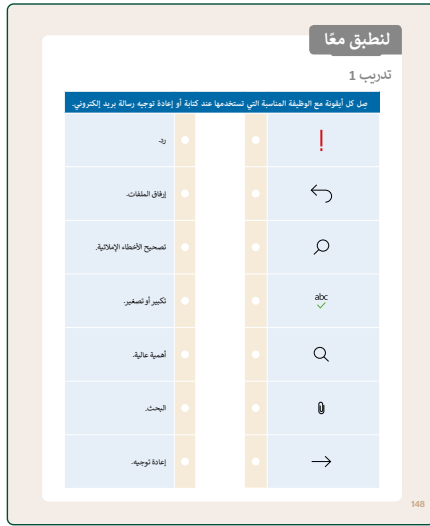 لنطبق معًا
تدريب 1
صِل كل أيقونة مع الوظيفة المناسبة التي تستخدمها عند كتابة أو إعادة توجيه رسالة بريد إلكتروني.
رد.
إرفاق الملفات.
تصحيح الأخطاء الإملائية.
abc
تكبير أو تصغير.
أهمية عالية.
البحث.
إعادة توجيه.
148